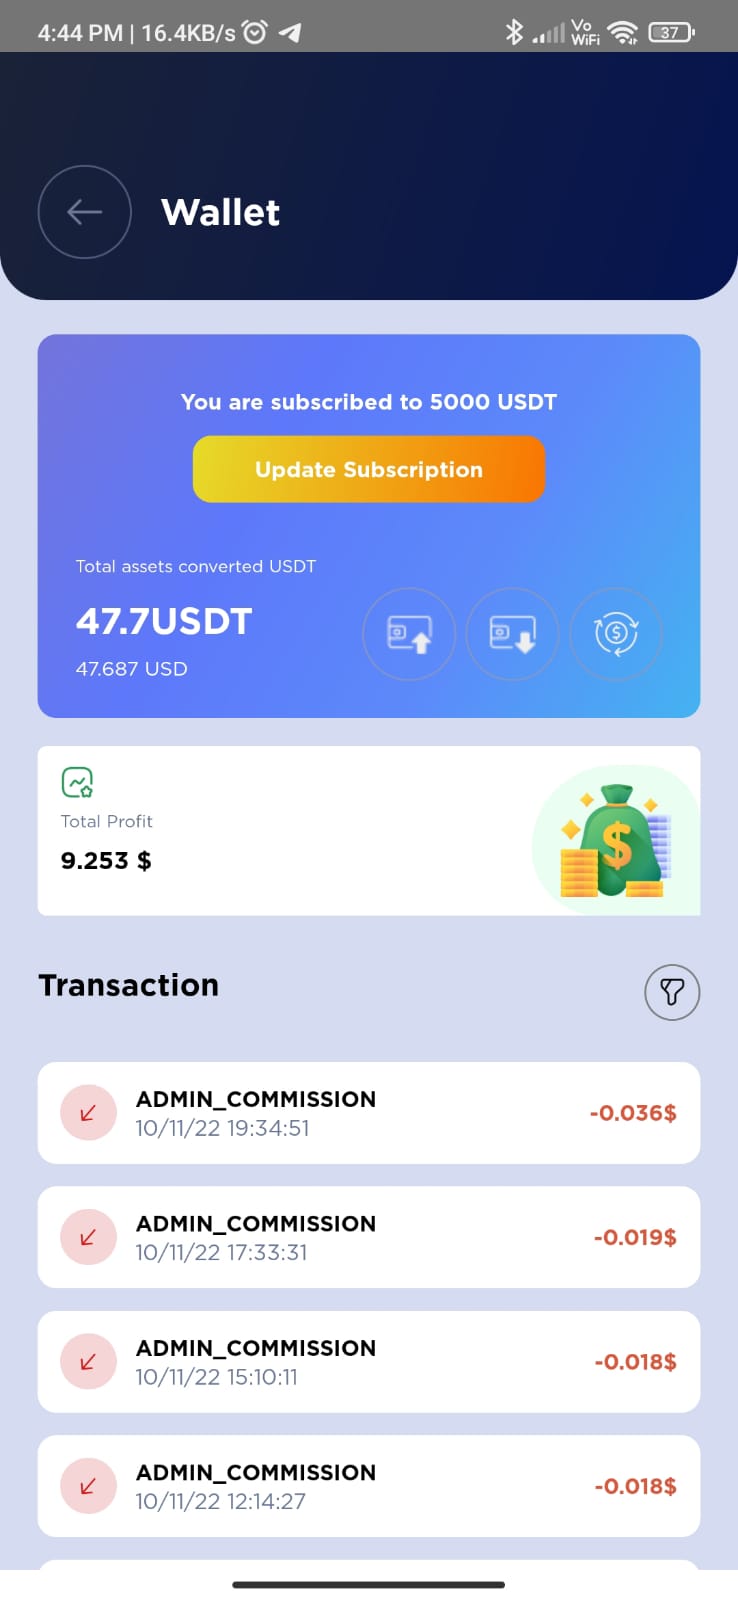 4:44 PM | 16.4KB/s
Vo
WiFi
37
Wallet
You are subscribed to 5000 USDT
Update Subscription
Total assets converted USDT
47.7USDT
47.687 USD
Total Profit
9.253 $
Transaction
ADMIN_COMMISSION
10/11/22 19:34:51
-0.036$
ADMIN_COMMISSION
10/11/22 17:33:31
-0.019$
ADMIN_COMMISSION
10/11/22 15:10:11
-0.018$
ADMIN_COMMISSION
10/11/22 12:14:27
-0.018$